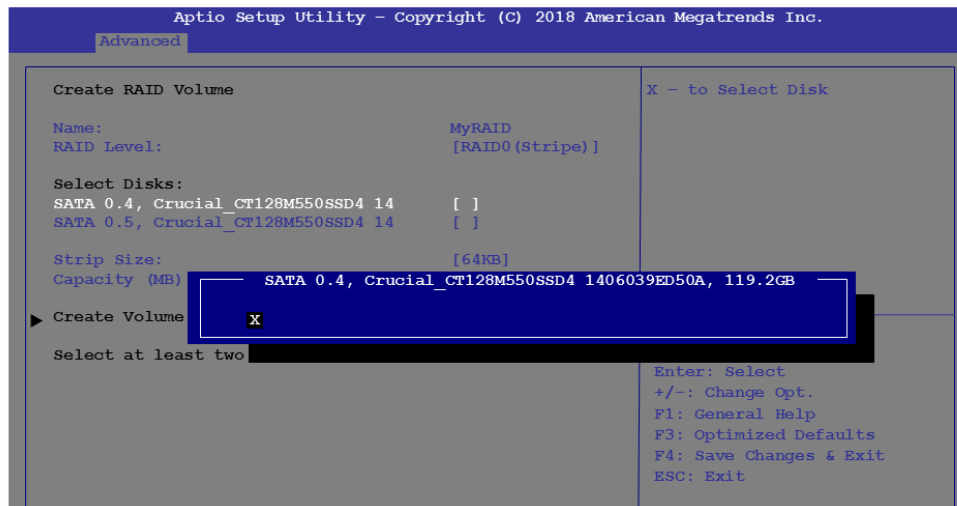 Aptio Setup Utility – Copyright (C) 2018 American Megatrends Inc.
Advanced
Create RAID Volume
X – to Select Disk
Name: MyRAID
RAID Level: [RAID0(Stripe)]
Select Disks:
SATA 0.4, Crucial_CT128M550SSD4 14 [ ]
SATA 0.5, Crucial_CT128M550SSD4 14 [ ]
Strip Size: [64KB]
Capacity (MB)
SATA 0.4, Crucial_CT128M550SSD4 1406039ED50A, 119.2GB
X
Create Volume
Select at least two
Enter: Select
+/-: Change Opt.
F1: General Help
F3: Optimized Defaults
F4: Save Changes & Exit
ESC: Exit